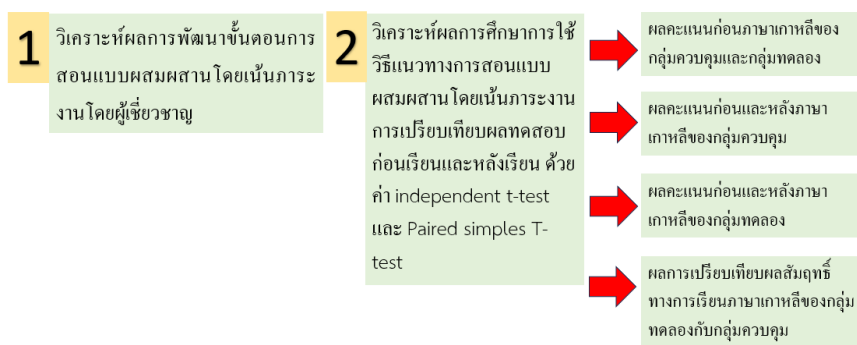 1
วิเคราะห์ผลการพัฒนาขั้นตอนการ
สอนแบบผสมผสานโดยเน้นภาระ
งานโดยผู้เชี่ยวชาญ
2
วิเคราะห์ผลการศึกษาการใช้
วิธีแนวทางการสอนแบบ
ผสมผสานโดยเน้นภาระงาน
การเปรียบเทียบผลทดสอบ
ก่อนเรียนและหลังเรียน ด้วย
ค่า independent t-test
และ Paired simples T-
test
ผลคะแนนก่อนภาษาเกาหลีของ
กลุ่มควบคุมและกลุ่มทดลอง
ผลคะแนนก่อนและหลังภาษา
เกาหลีของกลุ่มควบคุม
ผลคะแนนก่อนและหลังภาษา
เกาหลีของกลุ่มทดลอง
ผลการเปรียบเทียบผลสัมฤทธิ์
ทางการเรียนภาษาเกาหลีของกลุ่ม
ทดลองกับกลุ่มควบคุม